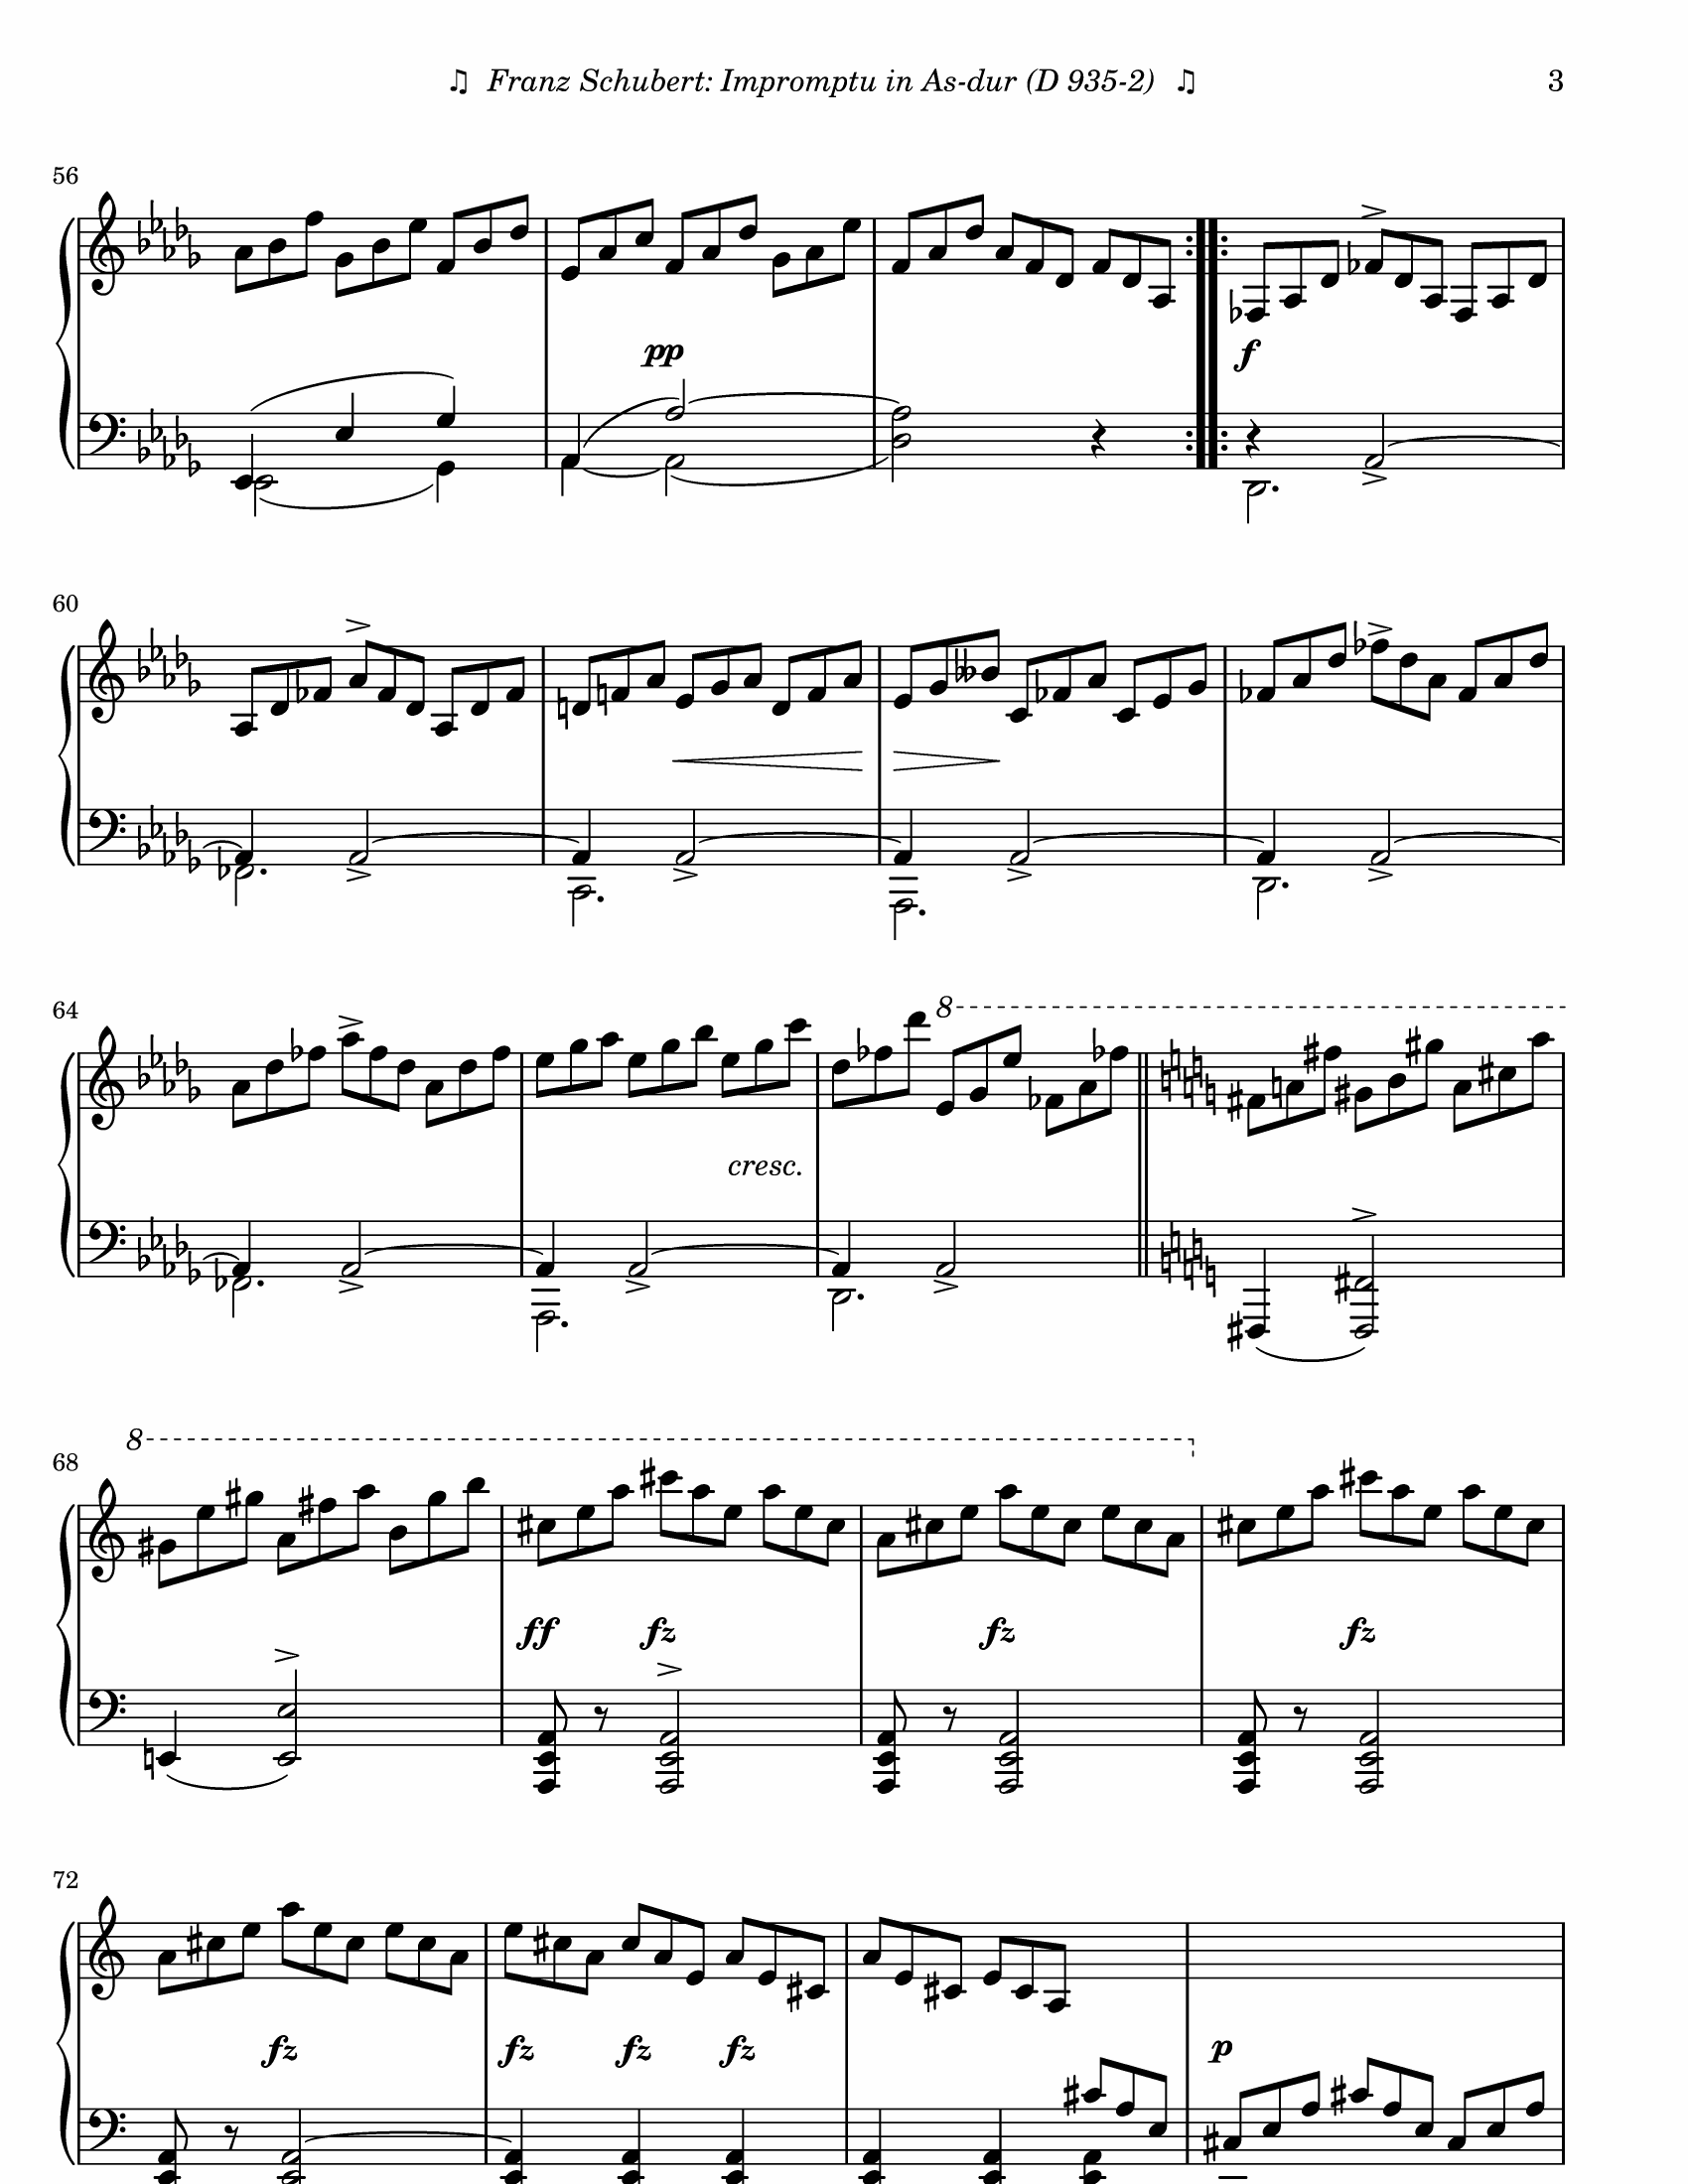 ♫ Franz Schubert: Impromptu in As-dur (D 935-2) ♫ 3
56
pp f
60
64
8
cresc.
8
68
ff fz fz fz
72
fz fz fz fz p